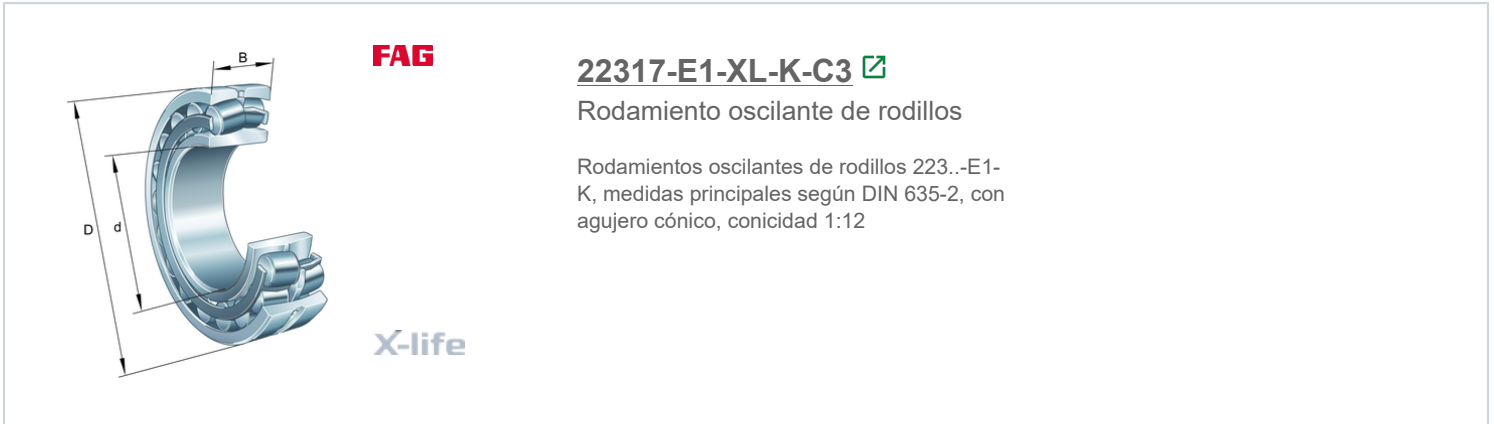 B
D
d
FAG
X-life
22317-E1-XL-K-C3
Rodamiento oscilante de rodillos
Rodamientos oscilantes de rodillos 223..-E1-
K, medidas principales según DIN 635-2, con
agujero cónico, conicidad 1:12